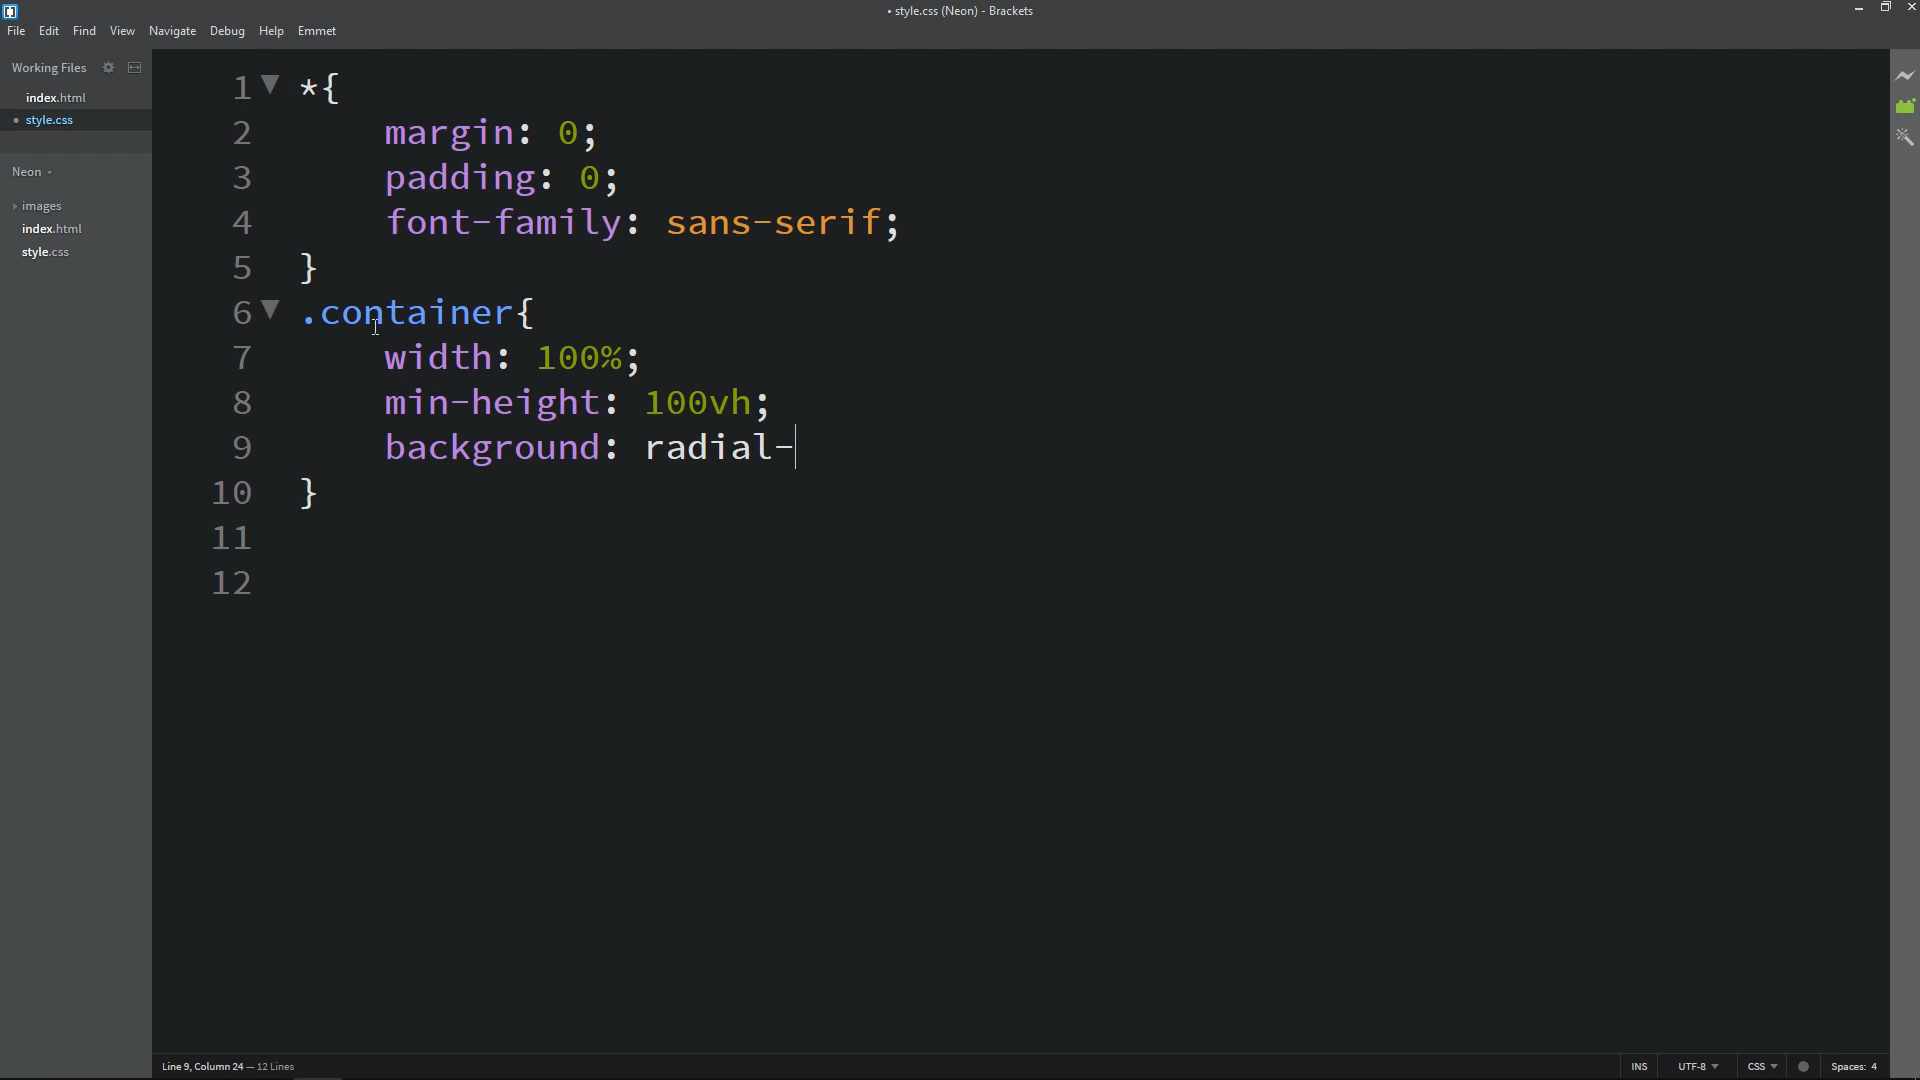 • style.css (Neon) - Brackets
File Edit Find View Navigate Debug Help Emmet
Working Files
index.html
• style.css
Neon
images
index.html
style.css
1 *{
2 margin: 0;
3 padding: 0;
4 font-family: sans-serif;
5 }
6 .container{
7 width: 100%;
8 min-height: 100vh;
9 background: radial-
10 }
11
12
Line 9, Column 24 — 12 Lines
INS UTF-8 CSS Spaces: 4